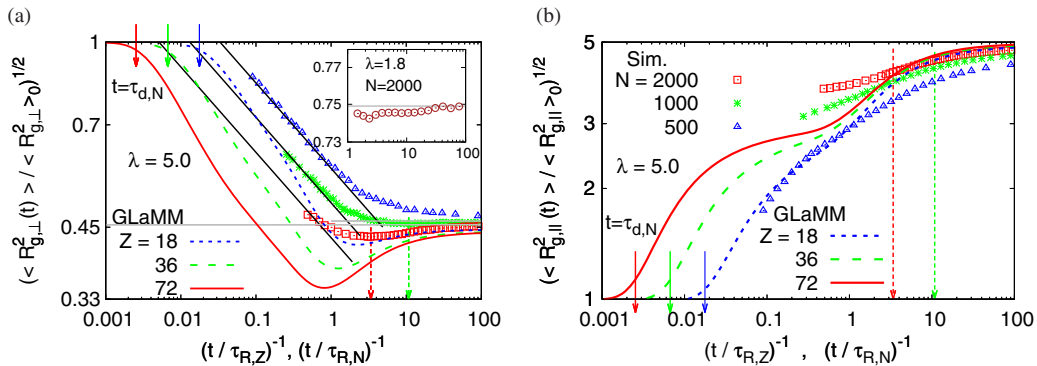 (a)
(< R²g,⊥(t) > / < R²g,⊥ >₀)^1/2
1
0.7
0.45
0.33
t=τd,N
λ = 5.0
GLaMM
Z = 18
36
72
0.77
0.75
0.73
λ=1.8
N=2000
1 10 100
0.001 0.01 0.1 1 10 100
(t / τR,Z)⁻¹, (t / τR,N)⁻¹
(b)
(< R²g,||(t) > / < R²g,|| >₀)^1/2
5
3
2
1
Sim.
N = 2000
1000
500
λ = 5.0
t=τd,N
GLaMM
Z = 18
36
72
0.001 0.01 0.1 1 10 100
(t / τR,Z)⁻¹ , (t / τR,N)⁻¹